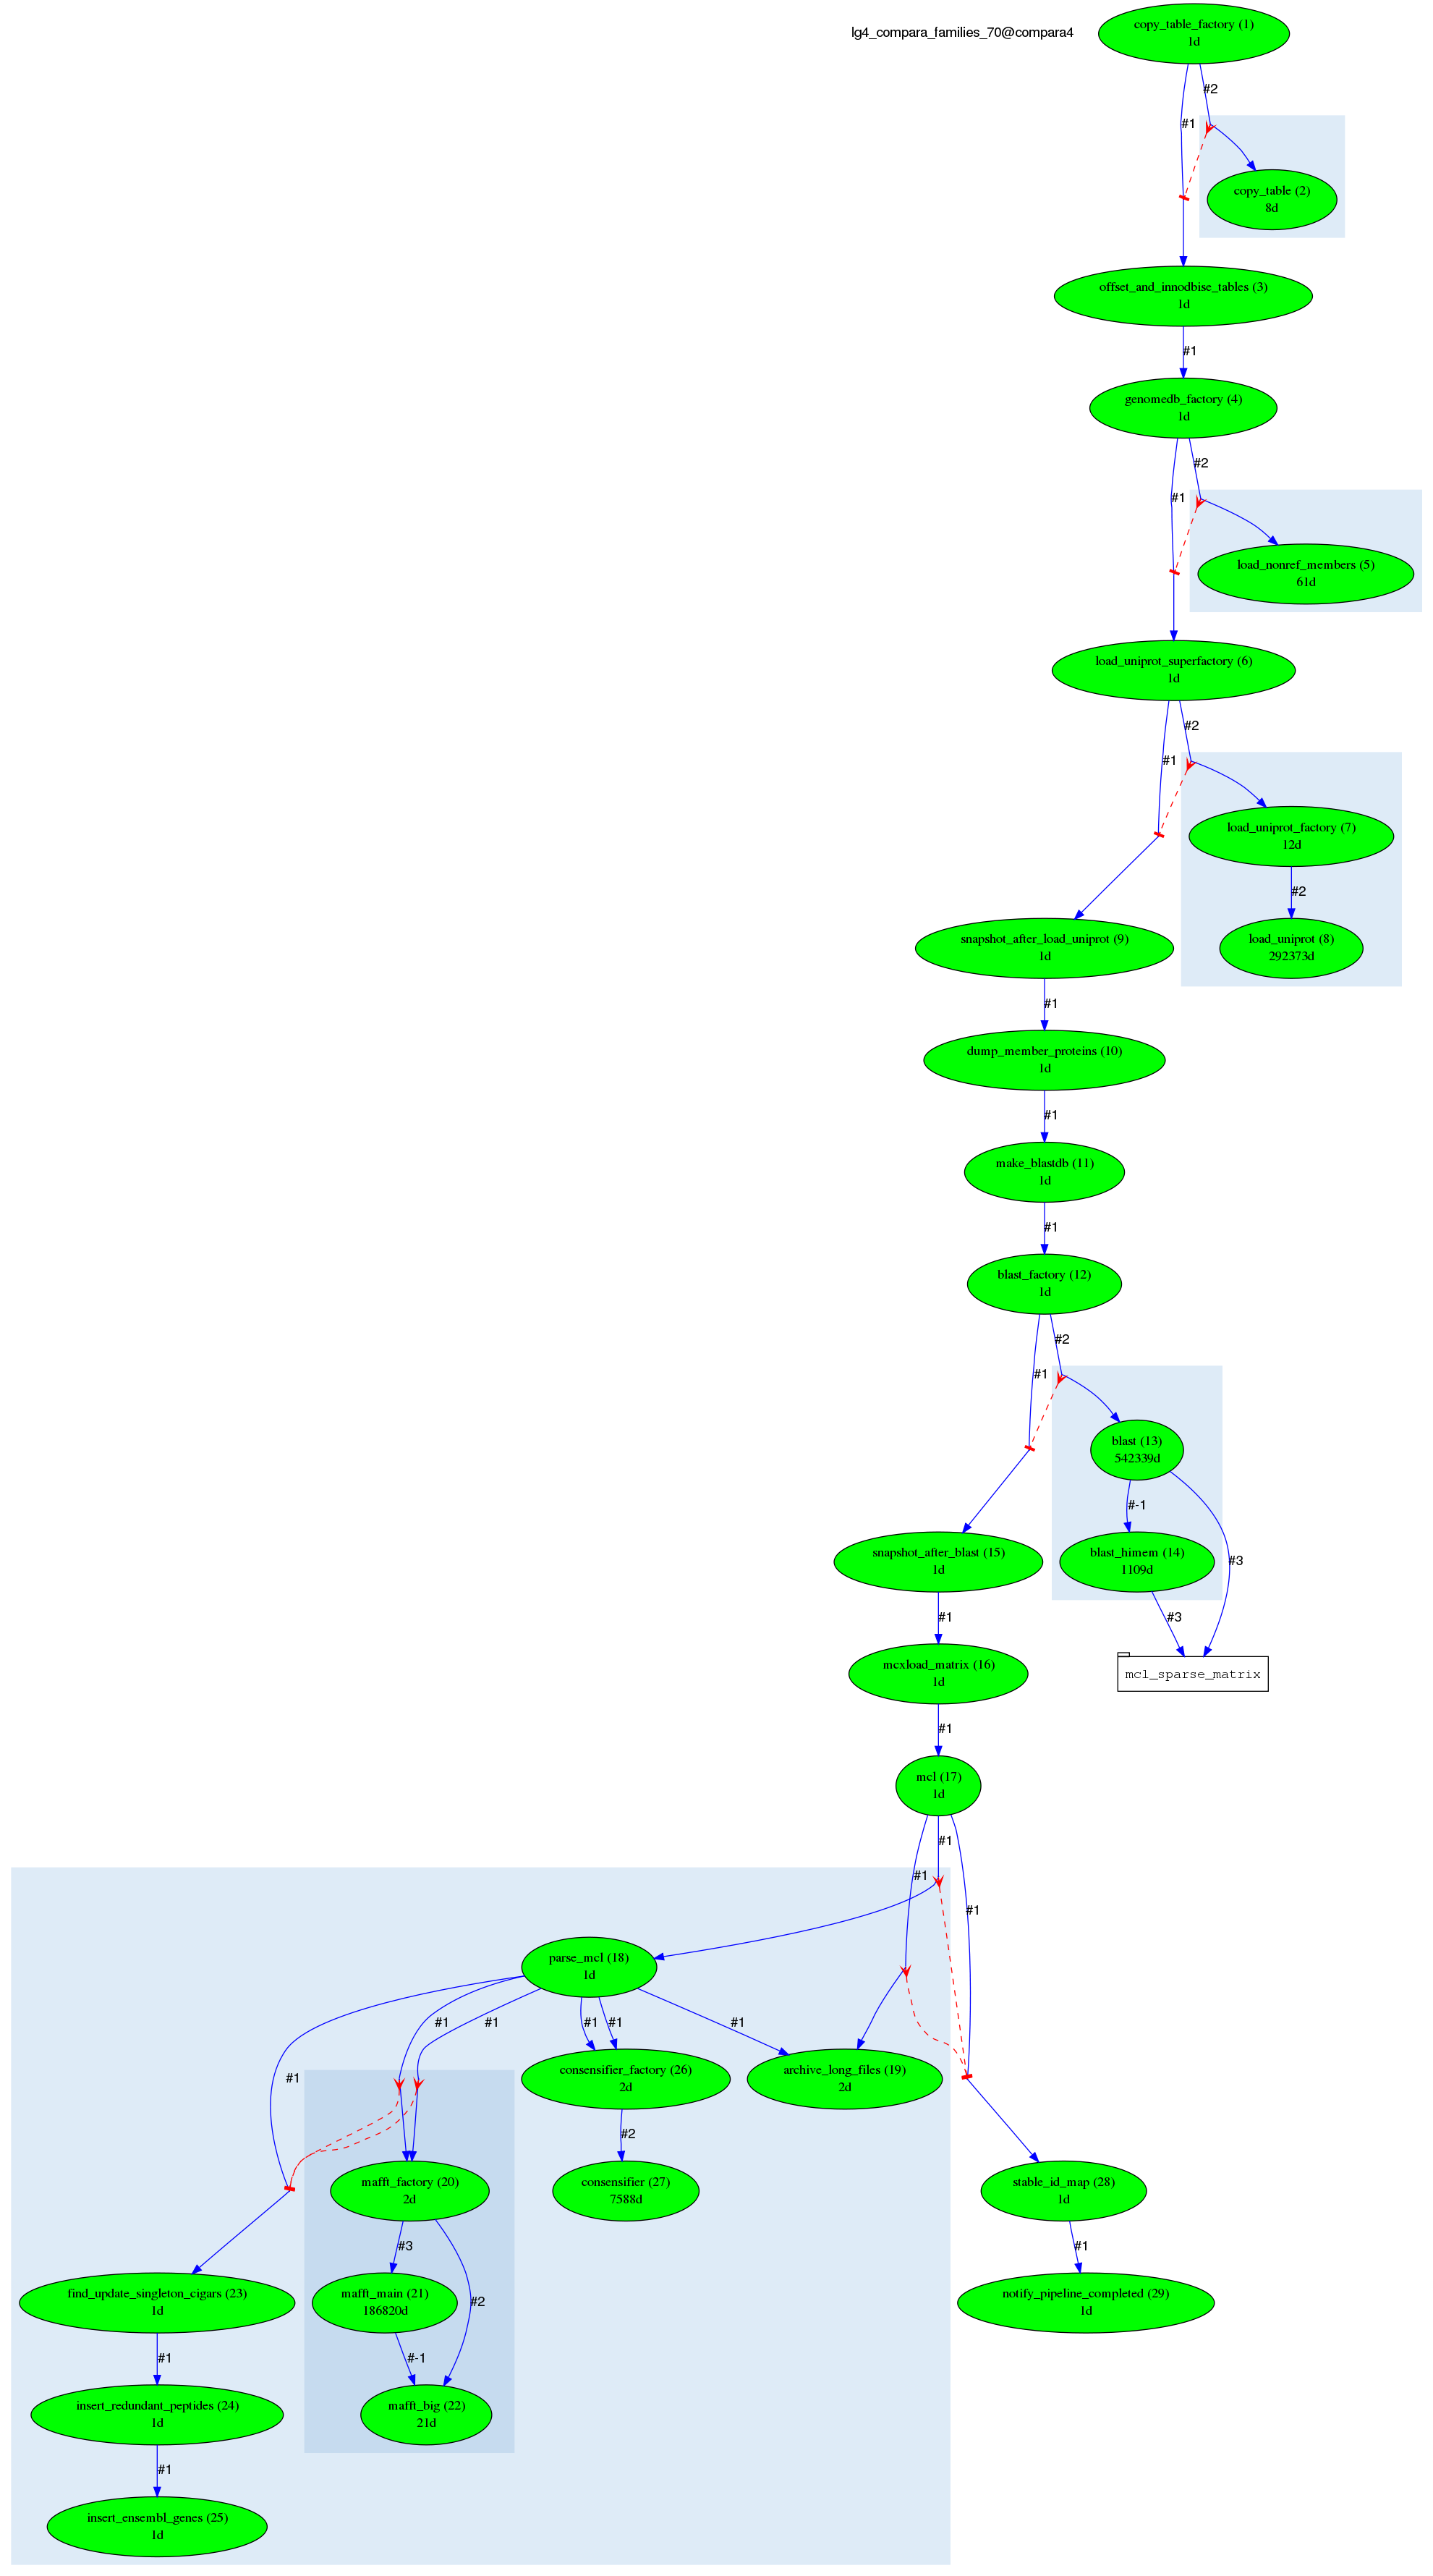 lg4_compara_families_70@compara4
copy_table_factory (1)
1d
#2
#1
copy_table (2)
8d
offset_and_innodbise_tables (3)
1d
#1
genomedb_factory (4)
1d
#2
#1
load_nonref_members (5)
61d
load_uniprot_superfactory (6)
1d
#2
#1
load_uniprot_factory (7)
12d
#2
snapshot_after_load_uniprot (9)
1d
load_uniprot (8)
292373d
#1
dump_member_proteins (10)
1d
#1
make_blastdb (11)
1d
#1
blast_factory (12)
1d
#2
#1
blast (13)
542339d
#-1
#3
snapshot_after_blast (15)
1d
blast_himem (14)
1109d
#1
#3
mcxload_matrix (16)
1d
mcl_sparse_matrix
#1
mcl (17)
1d
#1
#1
#1
parse_mcl (18)
1d
#1
#1
#1
#1
#1
#1
consensifier_factory (26)
2d
archive_long_files (19)
2d
#2
mafft_factory (20)
2d
consensifier (27)
7588d
stable_id_map (28)
1d
#3
#1
find_update_singleton_cigars (23)
1d
mafft_main (21)
186820d
#2
notify_pipeline_completed (29)
1d
#1
#-1
insert_redundant_peptides (24)
1d
mafft_big (22)
21d
#1
insert_ensembl_genes (25)
1d